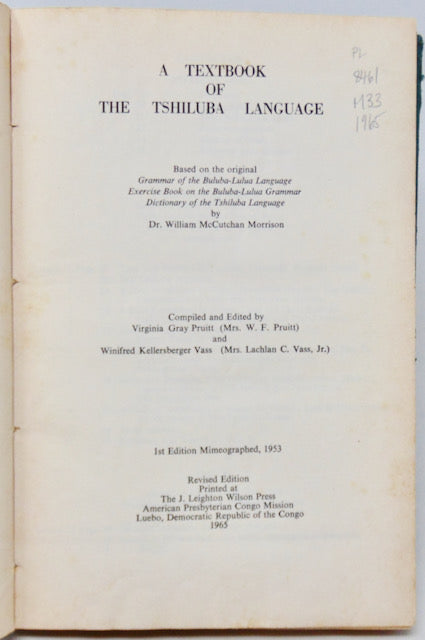 A TEXTBOOK
OF
THE TSHILUBA LANGUAGE
PL
8461
M33
1965
Based on the original
Grammar of the Buluba-Lulua Language
Exercise Book on the Buluba-Lulua Grammar
Dictionary of the Tshiluba Language
by
Dr. William McCutchan Morrison
Compiled and Edited by
Virginia Gray Pruitt (Mrs. W. F. Pruitt)
and
Winifred Kellersberger Vass (Mrs. Lachlan C. Vass, Jr.)
1st Edition Mimeographed, 1953
Revised Edition
Printed at
The J. Leighton Wilson Press
American Presbyterian Congo Mission
Luebo, Democratic Republic of the Congo
1965